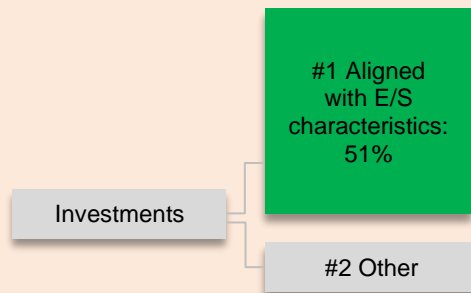 #1 Aligned
with E/S
characteristics:
51%
Investments
#2 Other